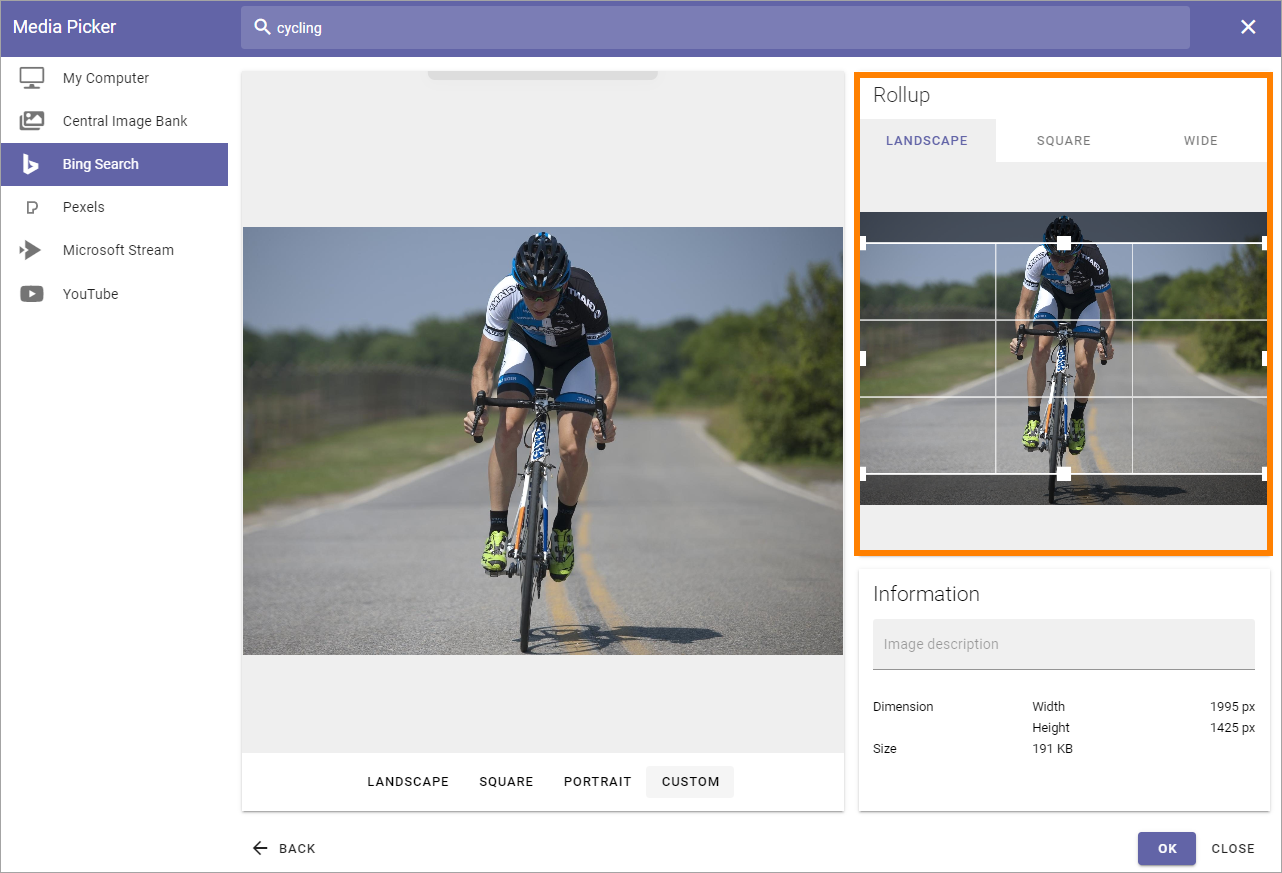 Media Picker
cycling
My Computer
Central Image Bank
Bing Search
Pexels
Microsoft Stream
YouTube
GIANT
LANDSCAPE SQUARE PORTRAIT CUSTOM
BACK
Rollup
LANDSCAPE SQUARE WIDE
Information
Image description
Dimension Width 1995 px
Height 1425 px
Size 191 KB
OK CLOSE